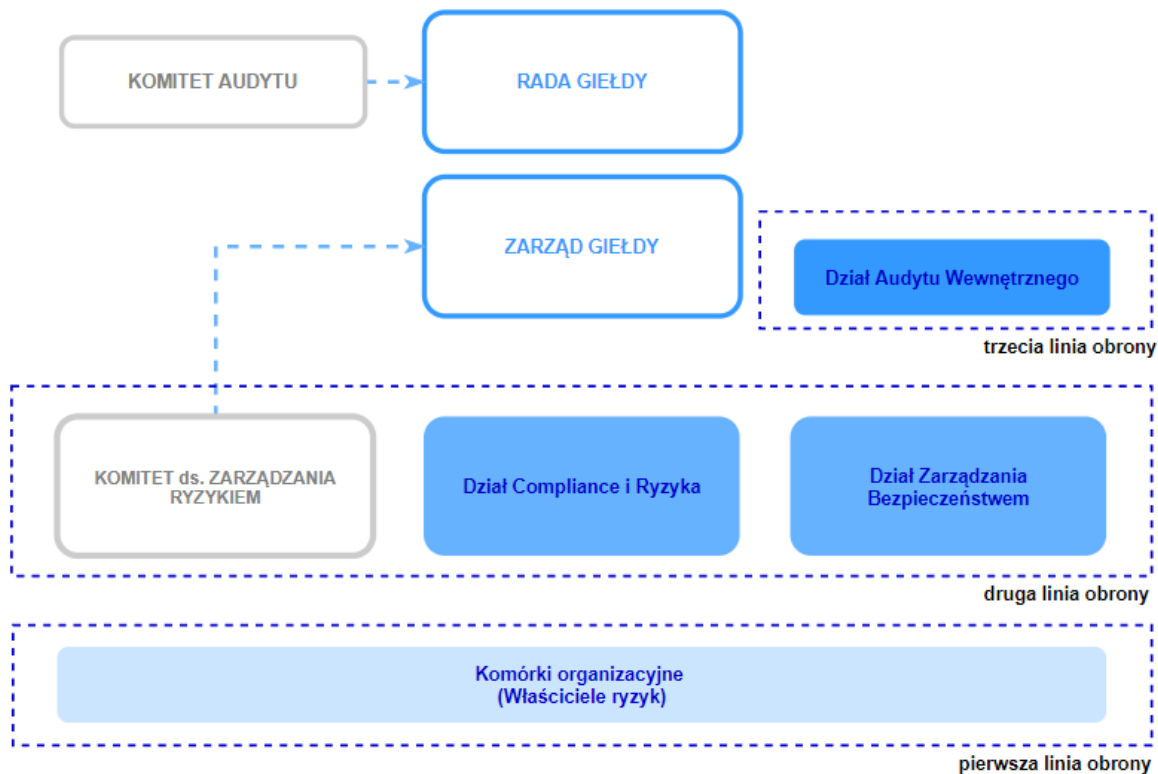 KOMITET AUDYTU
RADA GIEŁDY
ZARZĄD GIEŁDY
Dział Audytu Wewnętrznego
trzecia linia obrony
KOMITET ds. ZARZĄDZANIA
RYZYKIEM
Dział Compliance i Ryzyka
Dział Zarządzania
Bezpieczeństwem
druga linia obrony
Komórki organizacyjne
(Właściciele ryzyk)
pierwsza linia obrony